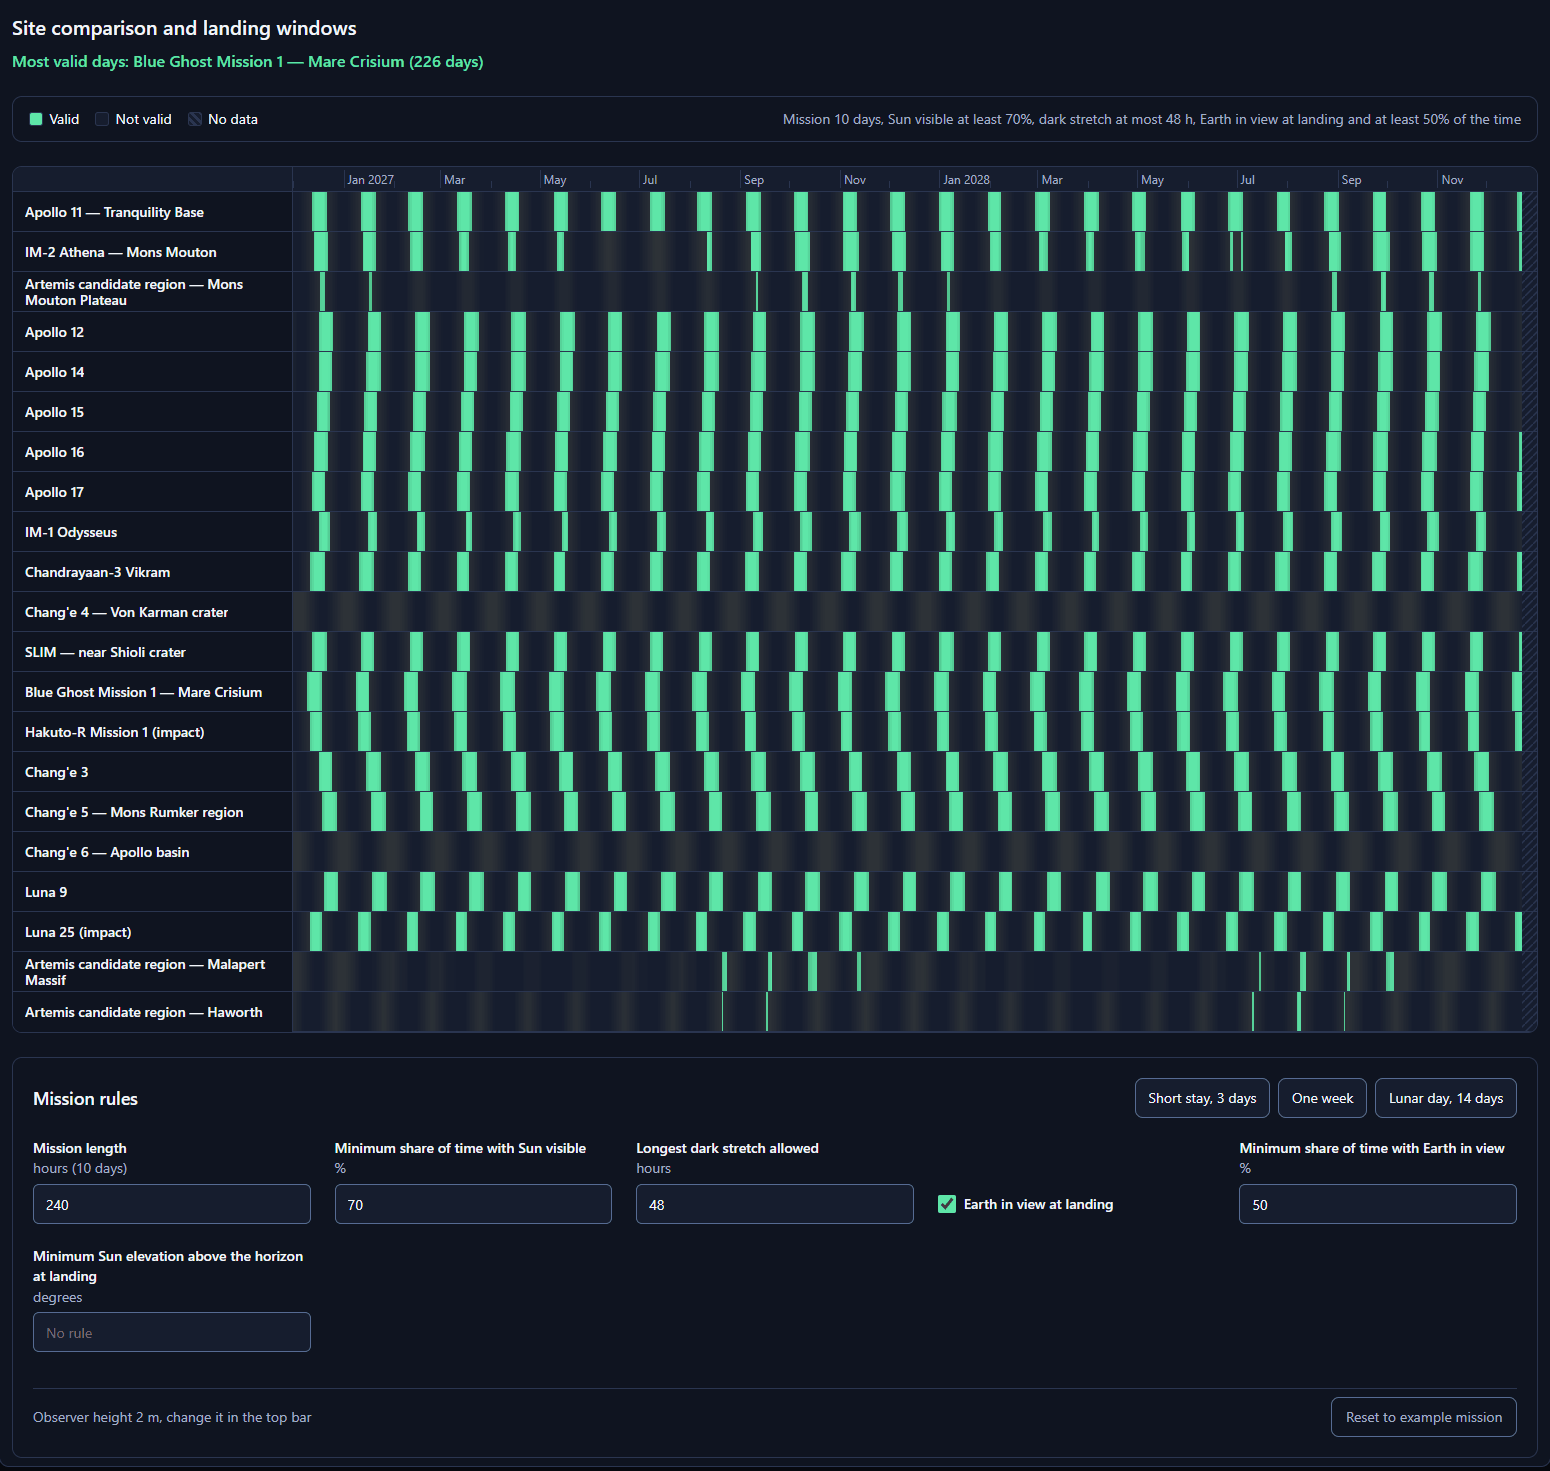 Site comparison and landing windows
Most valid days: Blue Ghost Mission 1 — Mare Crisium (226 days)
Valid Not valid No data
Mission 10 days, Sun visible at least 70%, dark stretch at most 48 h, Earth in view at landing and at least 50% of the time
Jan 2027 Mar May Jul Sep Nov Jan 2028 Mar May Jul Sep Nov
Apollo 11 — Tranquility Base
IM-2 Athena — Mons Mouton
Artemis candidate region — Mons
Mouton Plateau
Apollo 12
Apollo 14
Apollo 15
Apollo 16
Apollo 17
IM-1 Odysseus
Chandrayaan-3 Vikram
Chang'e 4 — Von Karman crater
SLIM — near Shioli crater
Blue Ghost Mission 1 — Mare Crisium
Hakuto-R Mission 1 (impact)
Chang'e 3
Chang'e 5 — Mons Rumker region
Chang'e 6 — Apollo basin
Luna 9
Luna 25 (impact)
Artemis candidate region — Malapert
Massif
Artemis candidate region — Haworth
Mission rules
Short stay, 3 days
One week
Lunar day, 14 days
Mission length
hours (10 days)
240
Minimum share of time with Sun visible
%
70
Longest dark stretch allowed
hours
48
Earth in view at landing
Minimum share of time with Earth in view
%
50
Minimum Sun elevation above the horizon
at landing
degrees
No rule
Observer height 2 m, change it in the top bar
Reset to example mission